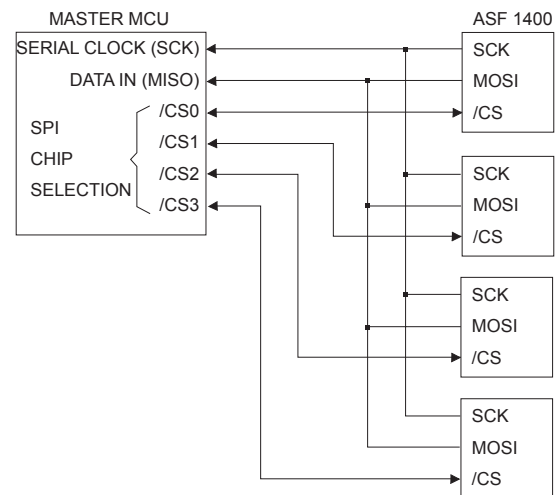 MASTER MCU
SERIAL CLOCK (SCK)
DATA IN (MISO)
/CS0
/CS1
/CS2
/CS3
SPI
CHIP
SELECTION
ASF 1400
SCK
MOSI
/CS
SCK
MOSI
/CS
SCK
MOSI
/CS
SCK
MOSI
/CS